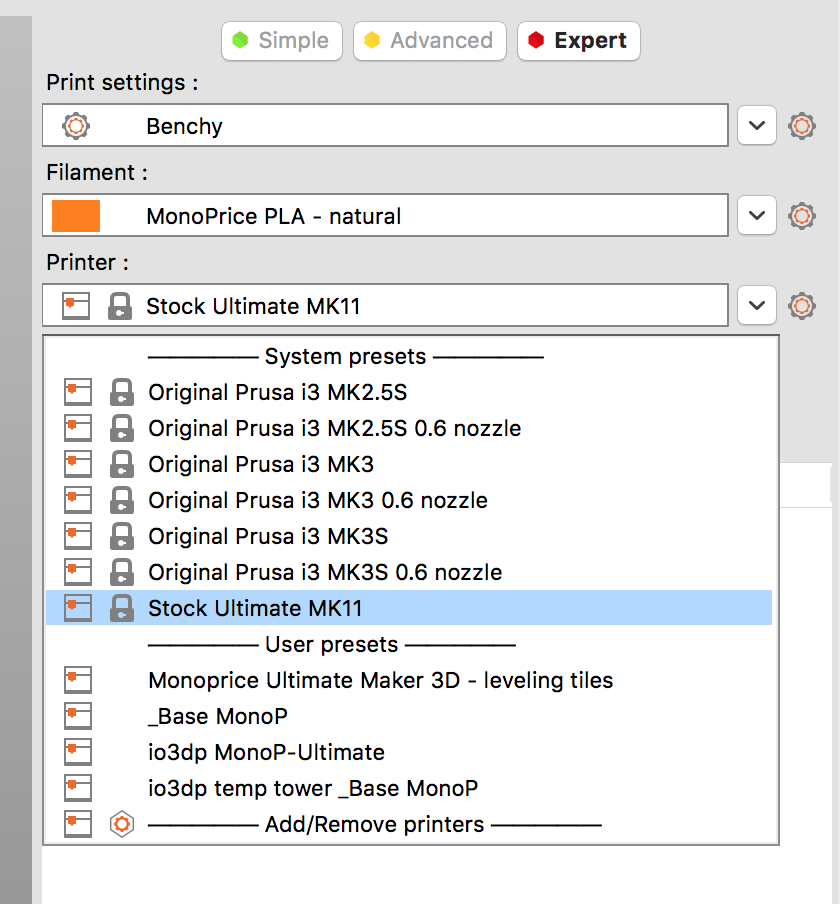 Simple Advanced Expert
Print settings :
Benchy
Filament :
MonoPrice PLA - natural
Printer :
Stock Ultimate MK11
————— System presets —————
Original Prusa i3 MK2.5S
Original Prusa i3 MK2.5S 0.6 nozzle
Original Prusa i3 MK3
Original Prusa i3 MK3 0.6 nozzle
Original Prusa i3 MK3S
Original Prusa i3 MK3S 0.6 nozzle
Stock Ultimate MK11
————— User presets —————
Monoprice Ultimate Maker 3D - leveling tiles
_Base MonoP
io3dp MonoP-Ultimate
io3dp temp tower _Base MonoP
————— Add/Remove printers —————